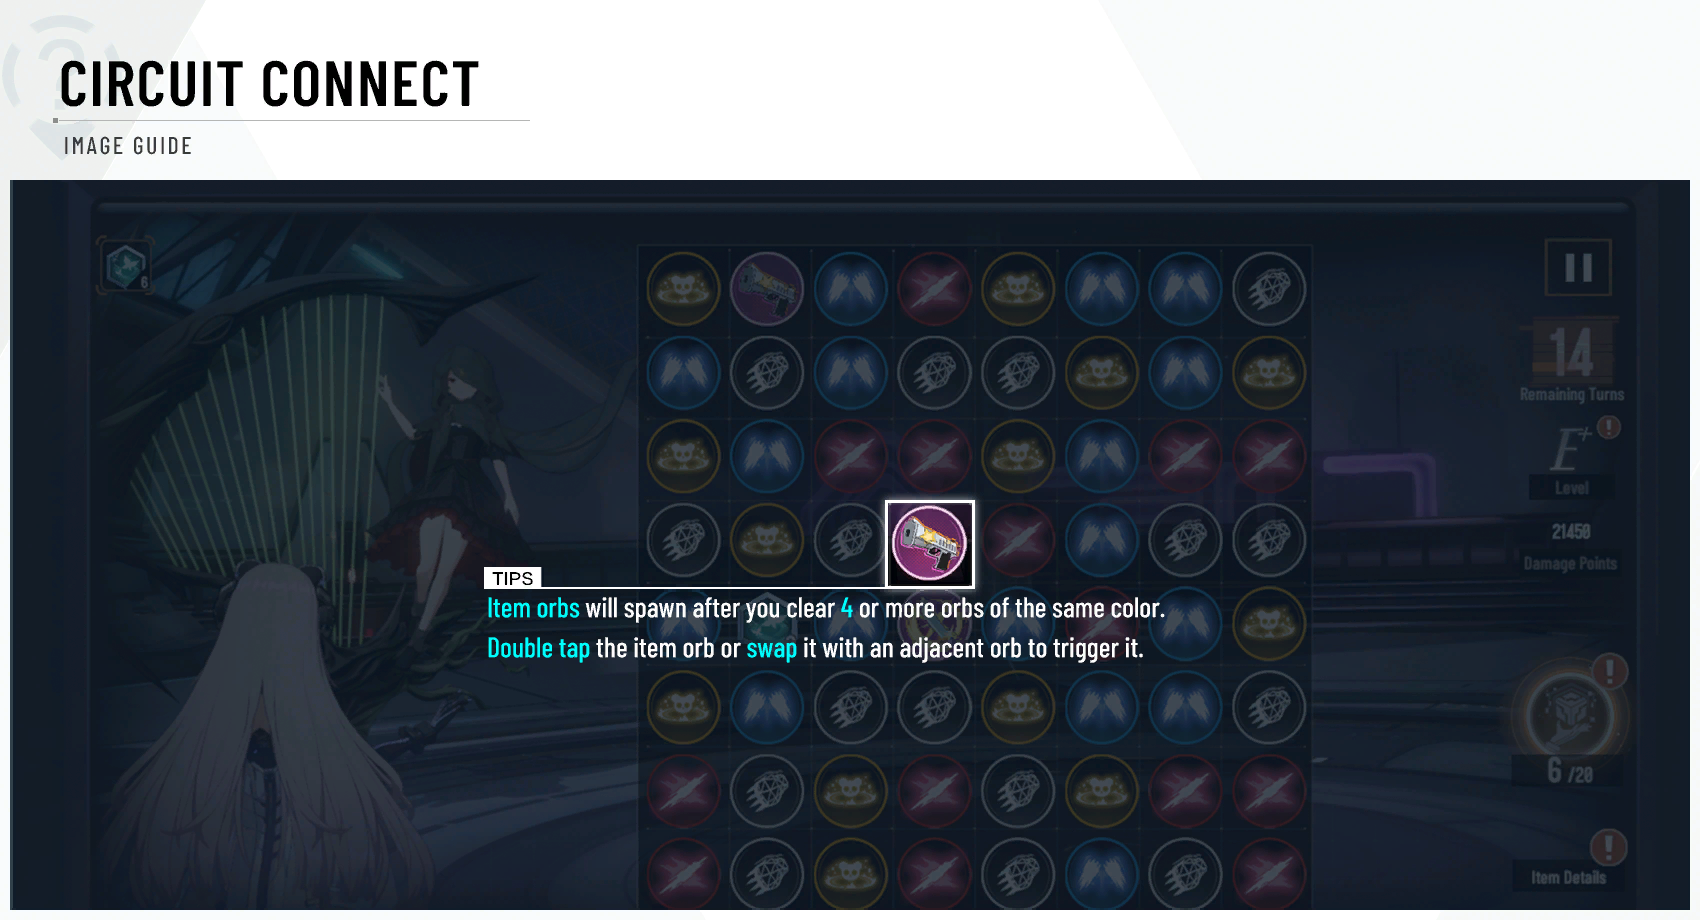 CIRCUIT CONNECT
IMAGE GUIDE
6
14
Remaining Turns
E+
!
Level
21450
Damage Points
TIPS
Item orbs will spawn after you clear 4 or more orbs of the same color.
Double tap the item orb or swap it with an adjacent orb to trigger it.
!
6 /20
!
Item Details